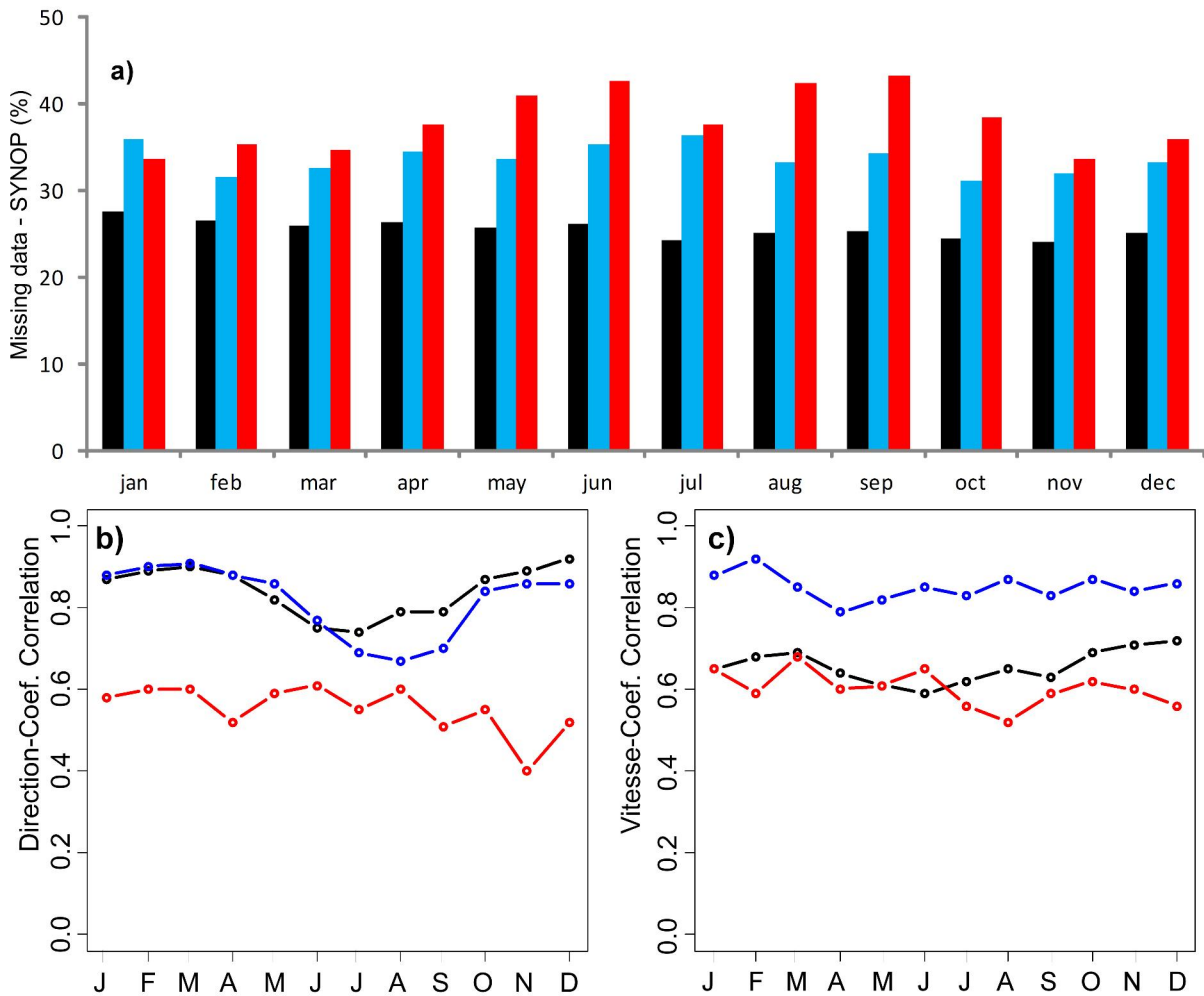 a)
Missing data - SYNOP (%)
50
40
30
20
10
0
jan feb mar apr may jun jul aug sep oct nov dec
b)
Direction-Coef. Correlation
1.0
0.8
0.6
0.4
0.2
0.0
J F M A M J J A S O N D
c)
Vitesse-Coef. Correlation
1.0
0.8
0.6
0.4
0.2
0.0
J F M A M J J A S O N D